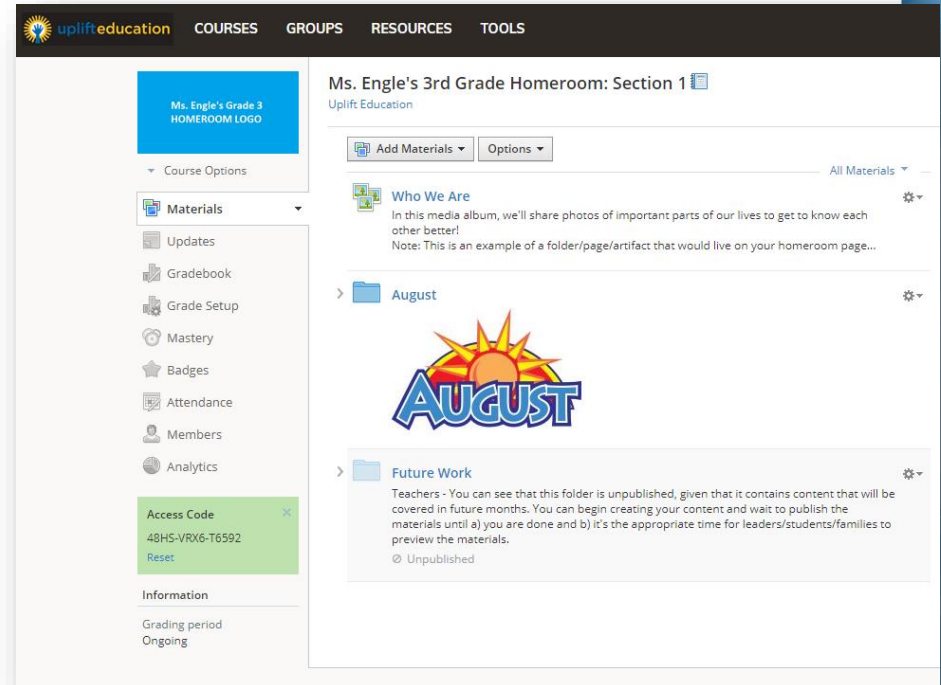 uplifteducation COURSES GROUPS RESOURCES TOOLS
Ms. Engle's Grade 3
HOMEROOM LOGO
Course Options
Materials
Updates
Gradebook
Grade Setup
Mastery
Badges
Attendance
Members
Analytics
Access Code
48HS-VRX6-T6592
Reset
Information
Grading period
Ongoing
Ms. Engle's 3rd Grade Homeroom: Section 1
Uplift Education
Add Materials Options
All Materials
Who We Are
In this media album, we'll share photos of important parts of our lives to get to know each
other better!
Note: This is an example of a folder/page/artifact that would live on your homeroom page...
August
AUGUST
Future Work
Teachers - You can see that this folder is unpublished, given that it contains content that will be
covered in future months. You can begin creating your content and wait to publish the
materials until a) you are done and b) it's the appropriate time for leaders/students/families to
preview the materials.
Unpublished